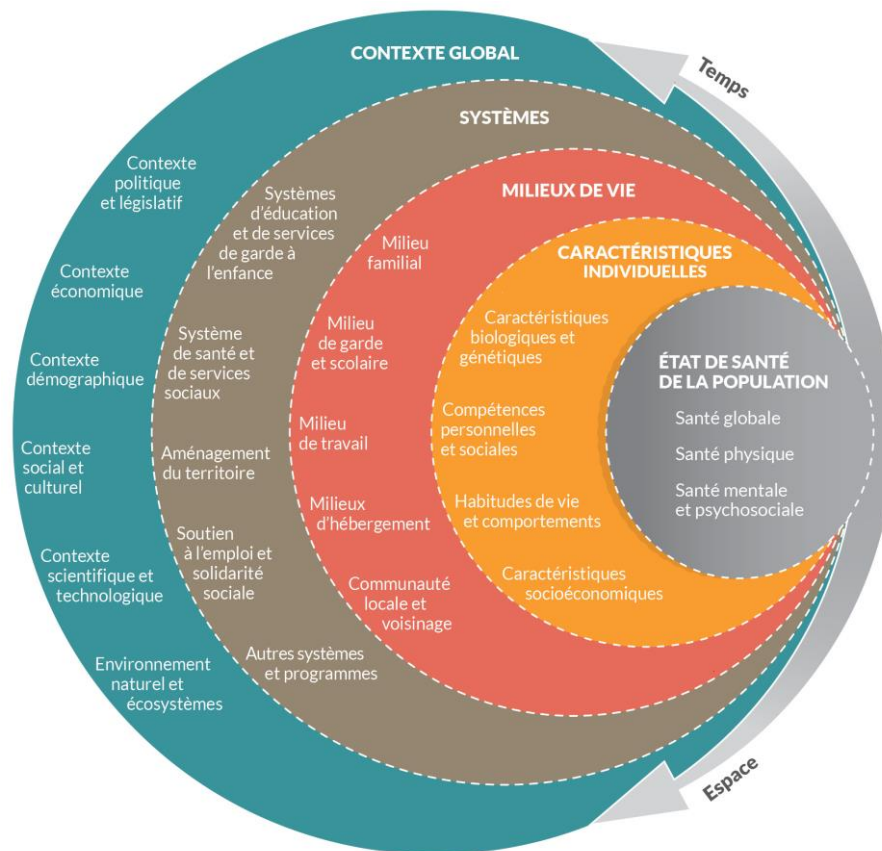 CONTEXTE GLOBAL
Contexte
politique
et législatif
Contexte
économique
Contexte
démographique
Contexte
social et
culturel
Contexte
scientifique et
technologique
Environnement
naturel et
écosystèmes
SYSTÈMES
Systèmes
d'éducation
et de services
de garde à
l'enfance
Système
de santé et
de services
sociaux
Aménagement
du territoire
Soutien
à l'emploi et
solidarité
sociale
Autres systèmes
et programmes
MILIEUX DE VIE
Milieu
familial
Milieu
de garde
et scolaire
Milieu
de travail
Milieux
d'hébergement
Communauté
locale et
voisinage
CARACTÉRISTIQUES
INDIVIDUELLES
Caractéristiques
biologiques et
génétiques
Compétences
personnelles
et sociales
Habitudes de vie
et comportements
Caractéristiques
socioéconomiques
ÉTAT DE SANTÉ
DE LA POPULATION
Santé globale
Santé physique
Santé mentale
et psychosociale
Temps
Espace